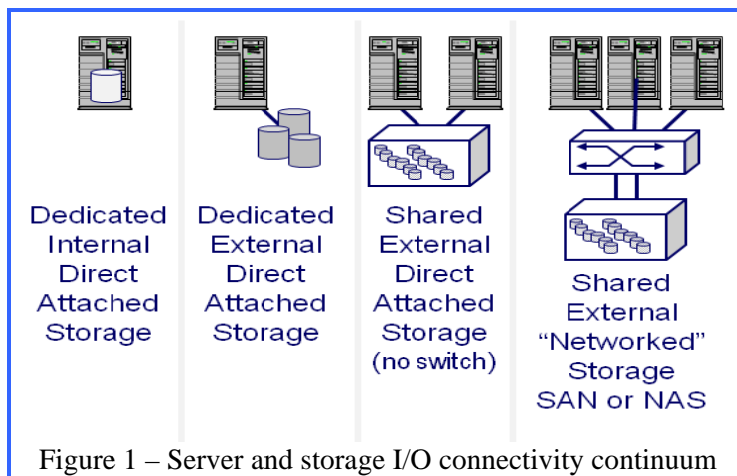 Dedicated
Internal
Direct
Attached
Storage
Dedicated
External
Direct
Attached
Storage
Shared
External
Direct
Attached
Storage
(no switch)
Shared
External
“Networked”
Storage
SAN or NAS
Figure 1 – Server and storage I/O connectivity continuum